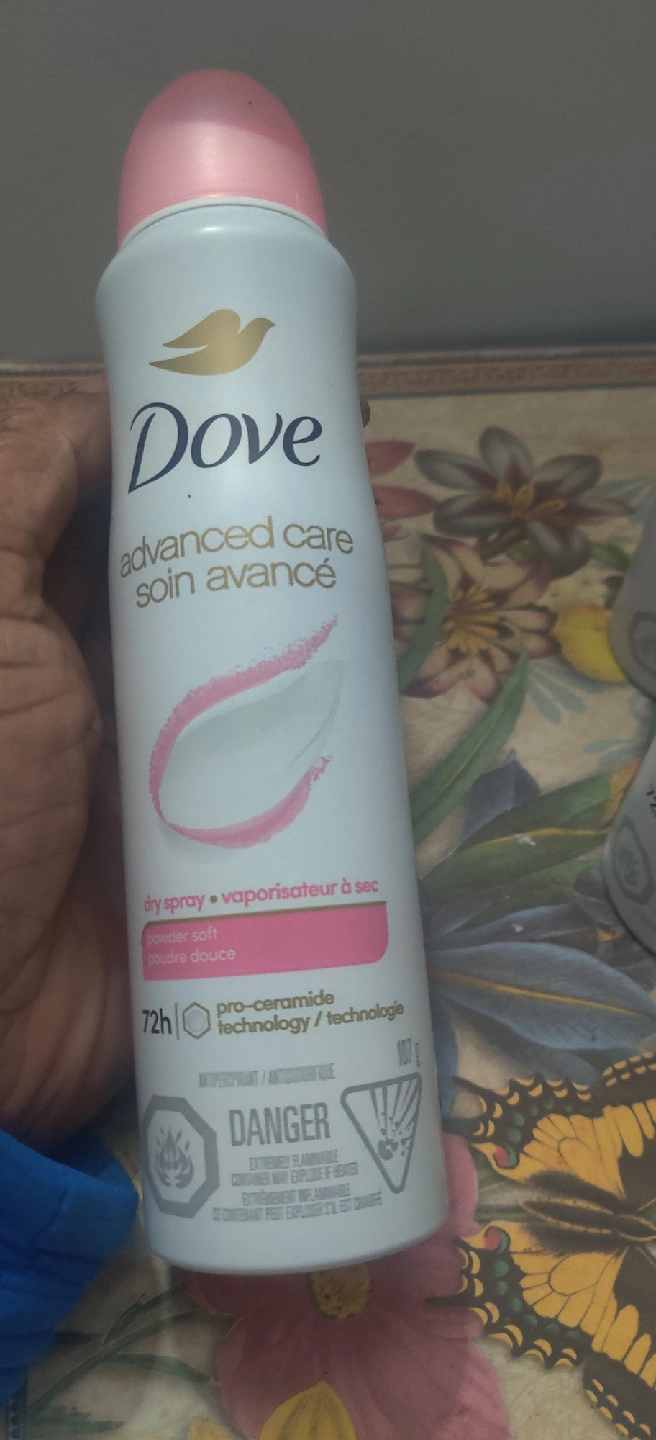 Dove
advanced care
soin avancé
dry spray • vaporisateur à sec
powder soft
poudre douce
72h
pro-ceramide
technology / technologie
107 g
ANTIPERSPIRANT / ANTISUDORIFIQUE
DANGER
EXTREMELY FLAMMABLE
CONTAINER MAY EXPLODE IF HEATED
EXTRÊMEMENT INFLAMMABLE
CE CONTENANT PEUT EXPLOSER S'IL EST CHAUFFÉ